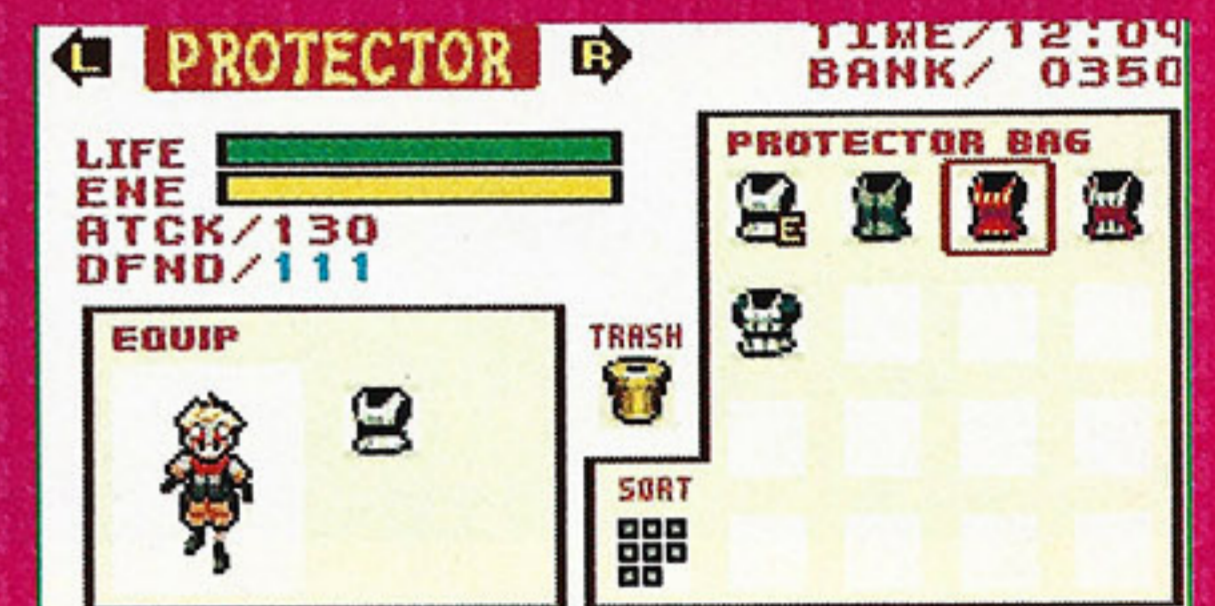 L PROTECTOR R
TIME/12:04
BANK/ 0350
LIFE
ENE
ATCK/130
DFND/111
EQUIP
TRASH
SORT
PROTECTOR BAG
E